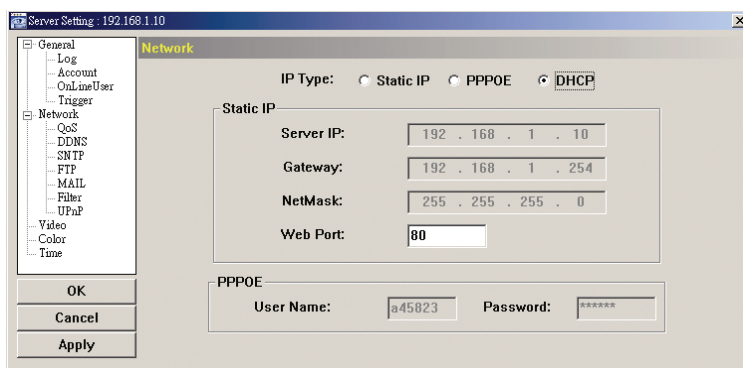 Server Setting : 192.168.1.10
General
Log
Account
OnLineUser
Trigger
Network
QoS
DDNS
SNTP
FTP
MAIL
Filter
UPnP
Video
Color
Time
OK
Cancel
Apply
Network
IP Type: Static IP PPPOE DHCP
Static IP
Server IP: 192 . 168 . 1 . 10
Gateway: 192 . 168 . 1 . 254
NetMask: 255 . 255 . 255 . 0
Web Port: 80
PPPOE
User Name: a45823 Password: ******